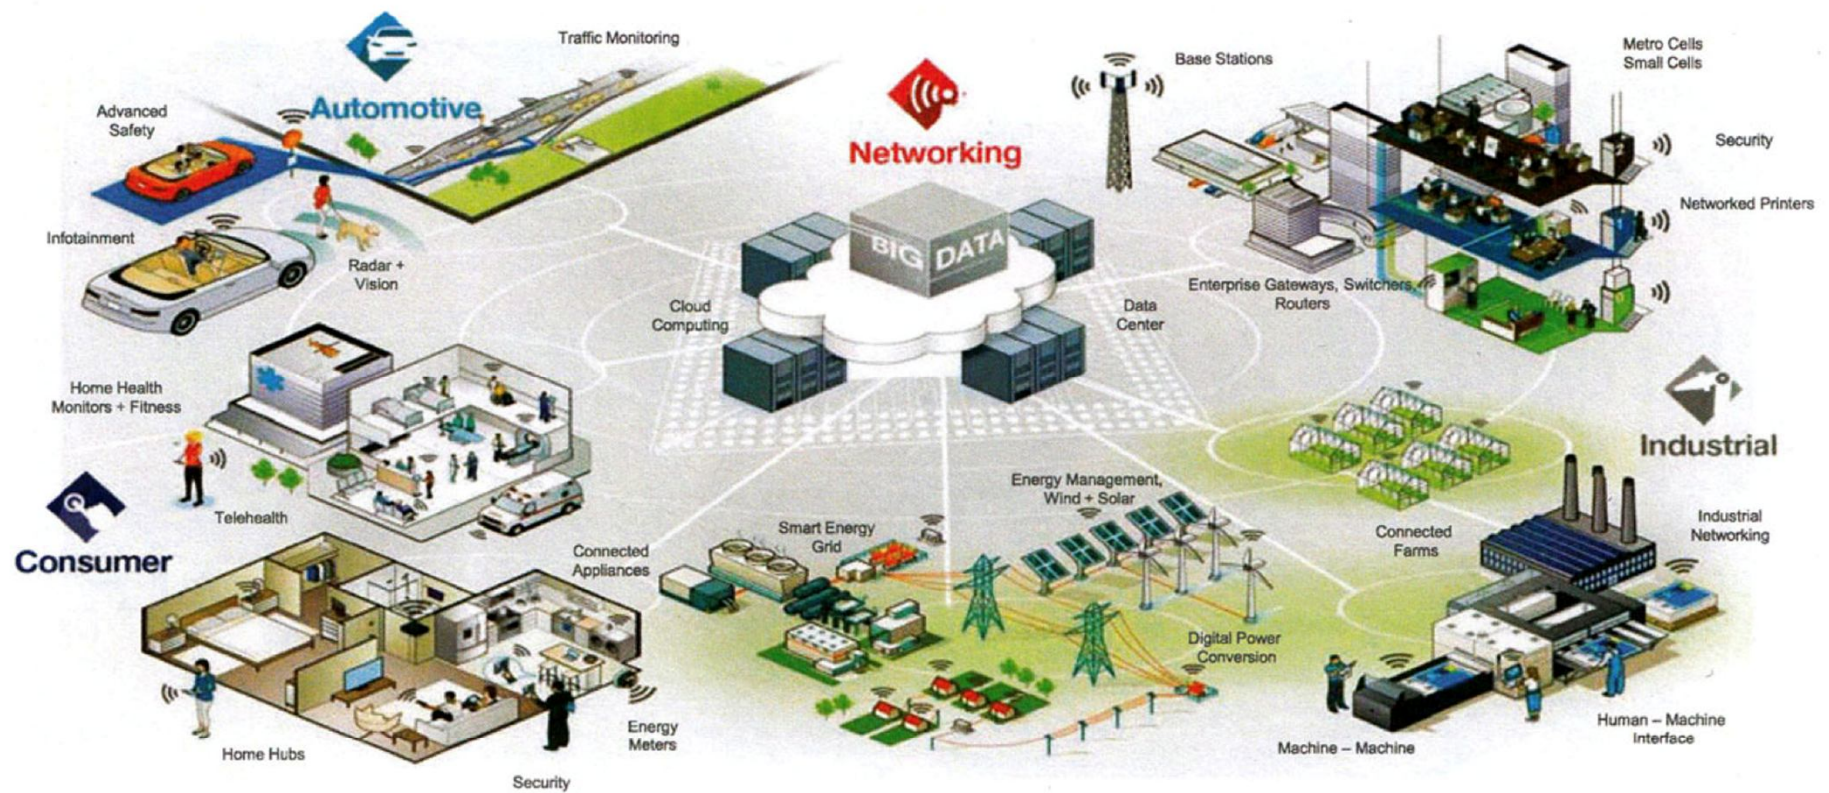 Automotive
Traffic Monitoring
Advanced
Safety
Infotainment
Radar +
Vision
Networking
Base Stations
Metro Cells
Small Cells
Security
Networked Printers
Enterprise Gateways, Switchers,
Routers
BIG DATA
Cloud
Computing
Data
Center
Home Health
Monitors + Fitness
Telehealth
Consumer
Connected
Appliances
Home Hubs
Security
Energy
Meters
Smart Energy
Grid
Energy Management,
Wind + Solar
Digital Power
Conversion
Industrial
Connected
Farms
Industrial
Networking
Machine – Machine
Human – Machine
Interface